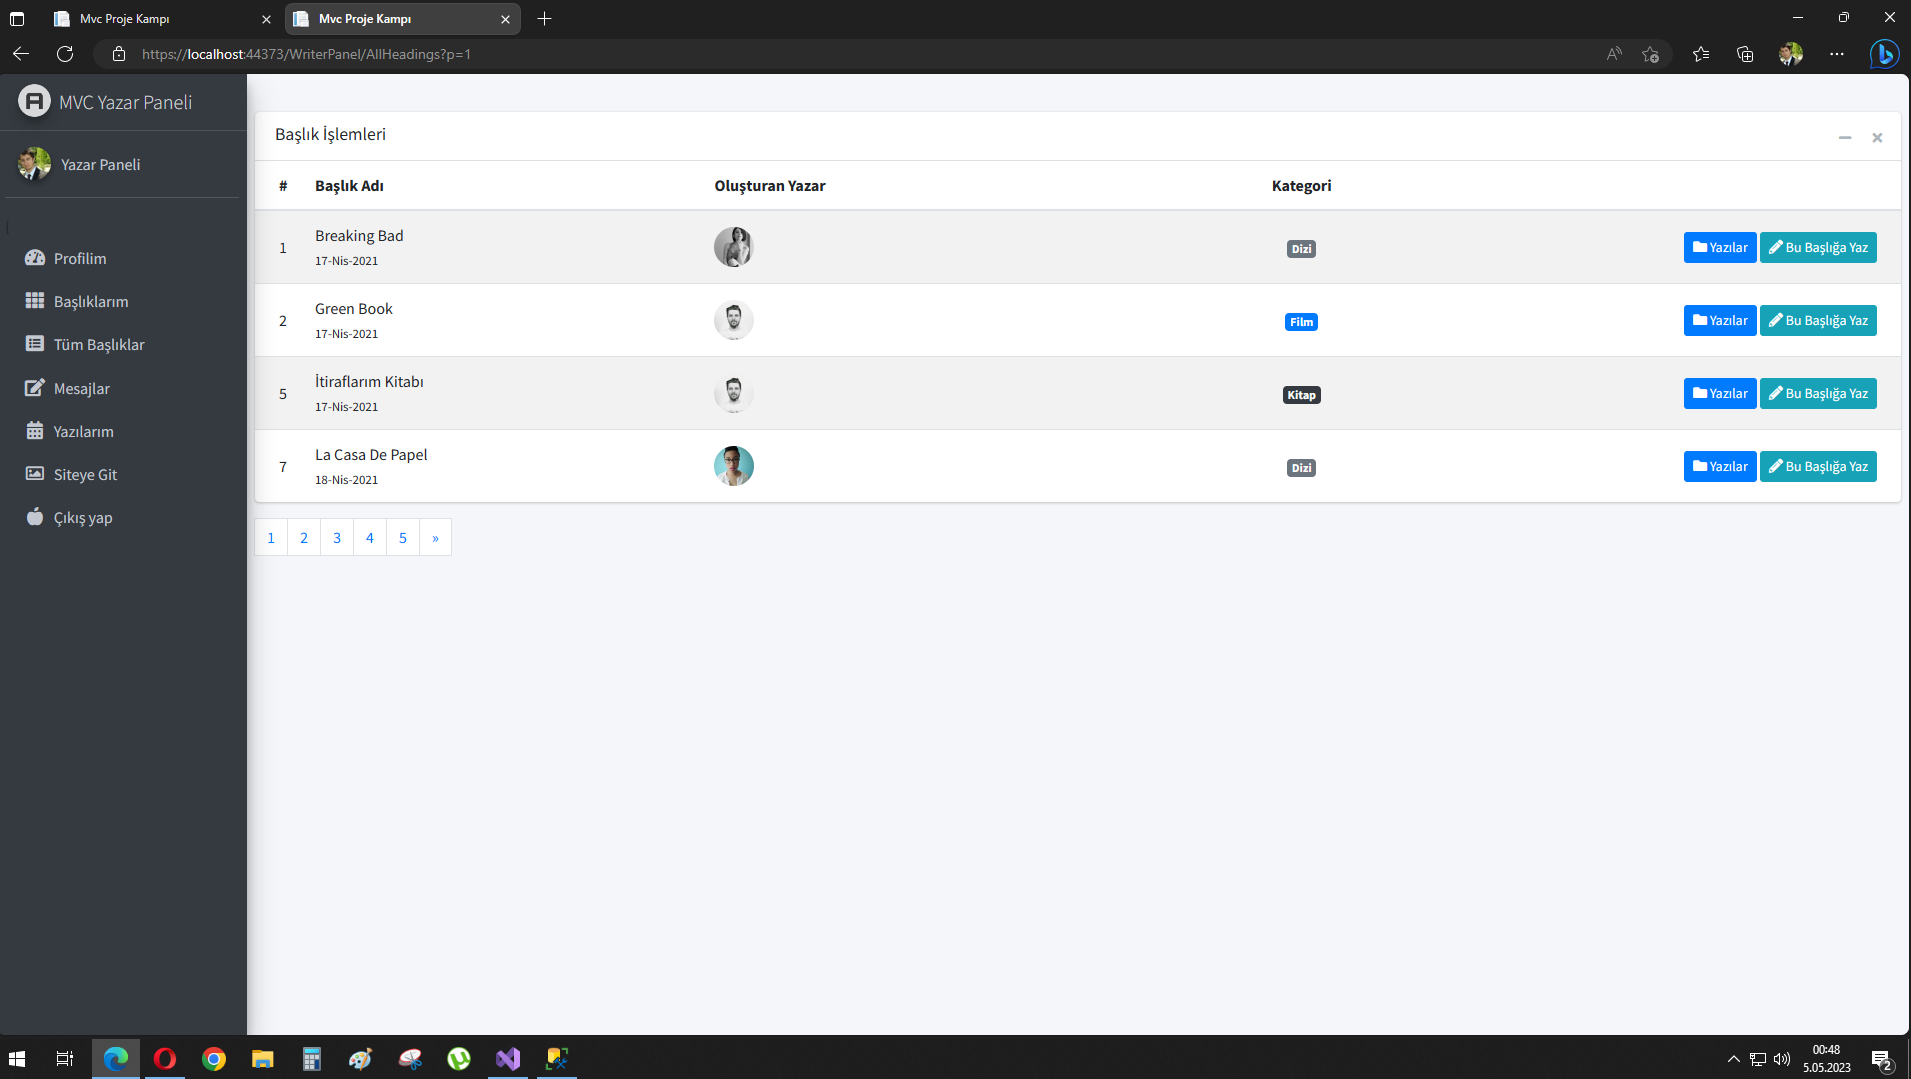 Mvc Proje Kampı
Mvc Proje Kampı
https://localhost:44373/WriterPanel/AllHeadings?p=1
MVC Yazar Paneli
Yazar Paneli
Profilim
Başlıklarım
Tüm Başlıklar
Mesajlar
Yazılarım
Siteye Git
Çıkış yap
Başlık İşlemleri
# Başlık Adı Oluşturan Yazar Kategori
1 Breaking Bad Dizi Yazılar Bu Başlığa Yaz
17-Nis-2021
2 Green Book Film Yazılar Bu Başlığa Yaz
17-Nis-2021
5 İtiraflarım Kitabı Kitap Yazılar Bu Başlığa Yaz
17-Nis-2021
7 La Casa De Papel Dizi Yazılar Bu Başlığa Yaz
18-Nis-2021
1 2 3 4 5 »
00:48
5.05.2023
2